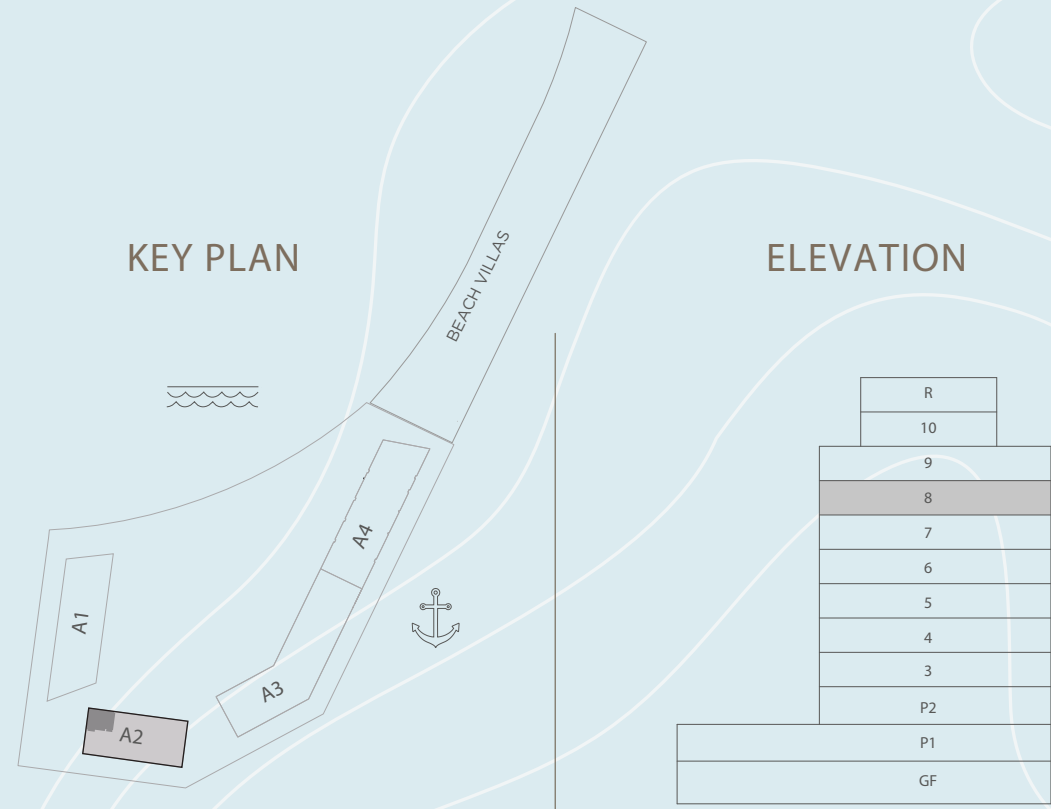 KEY PLAN
BEACH VILLAS
A4
A1
A3
A2
ELEVATION
R
10
9
8
7
6
5
4
3
P2
P1
GF